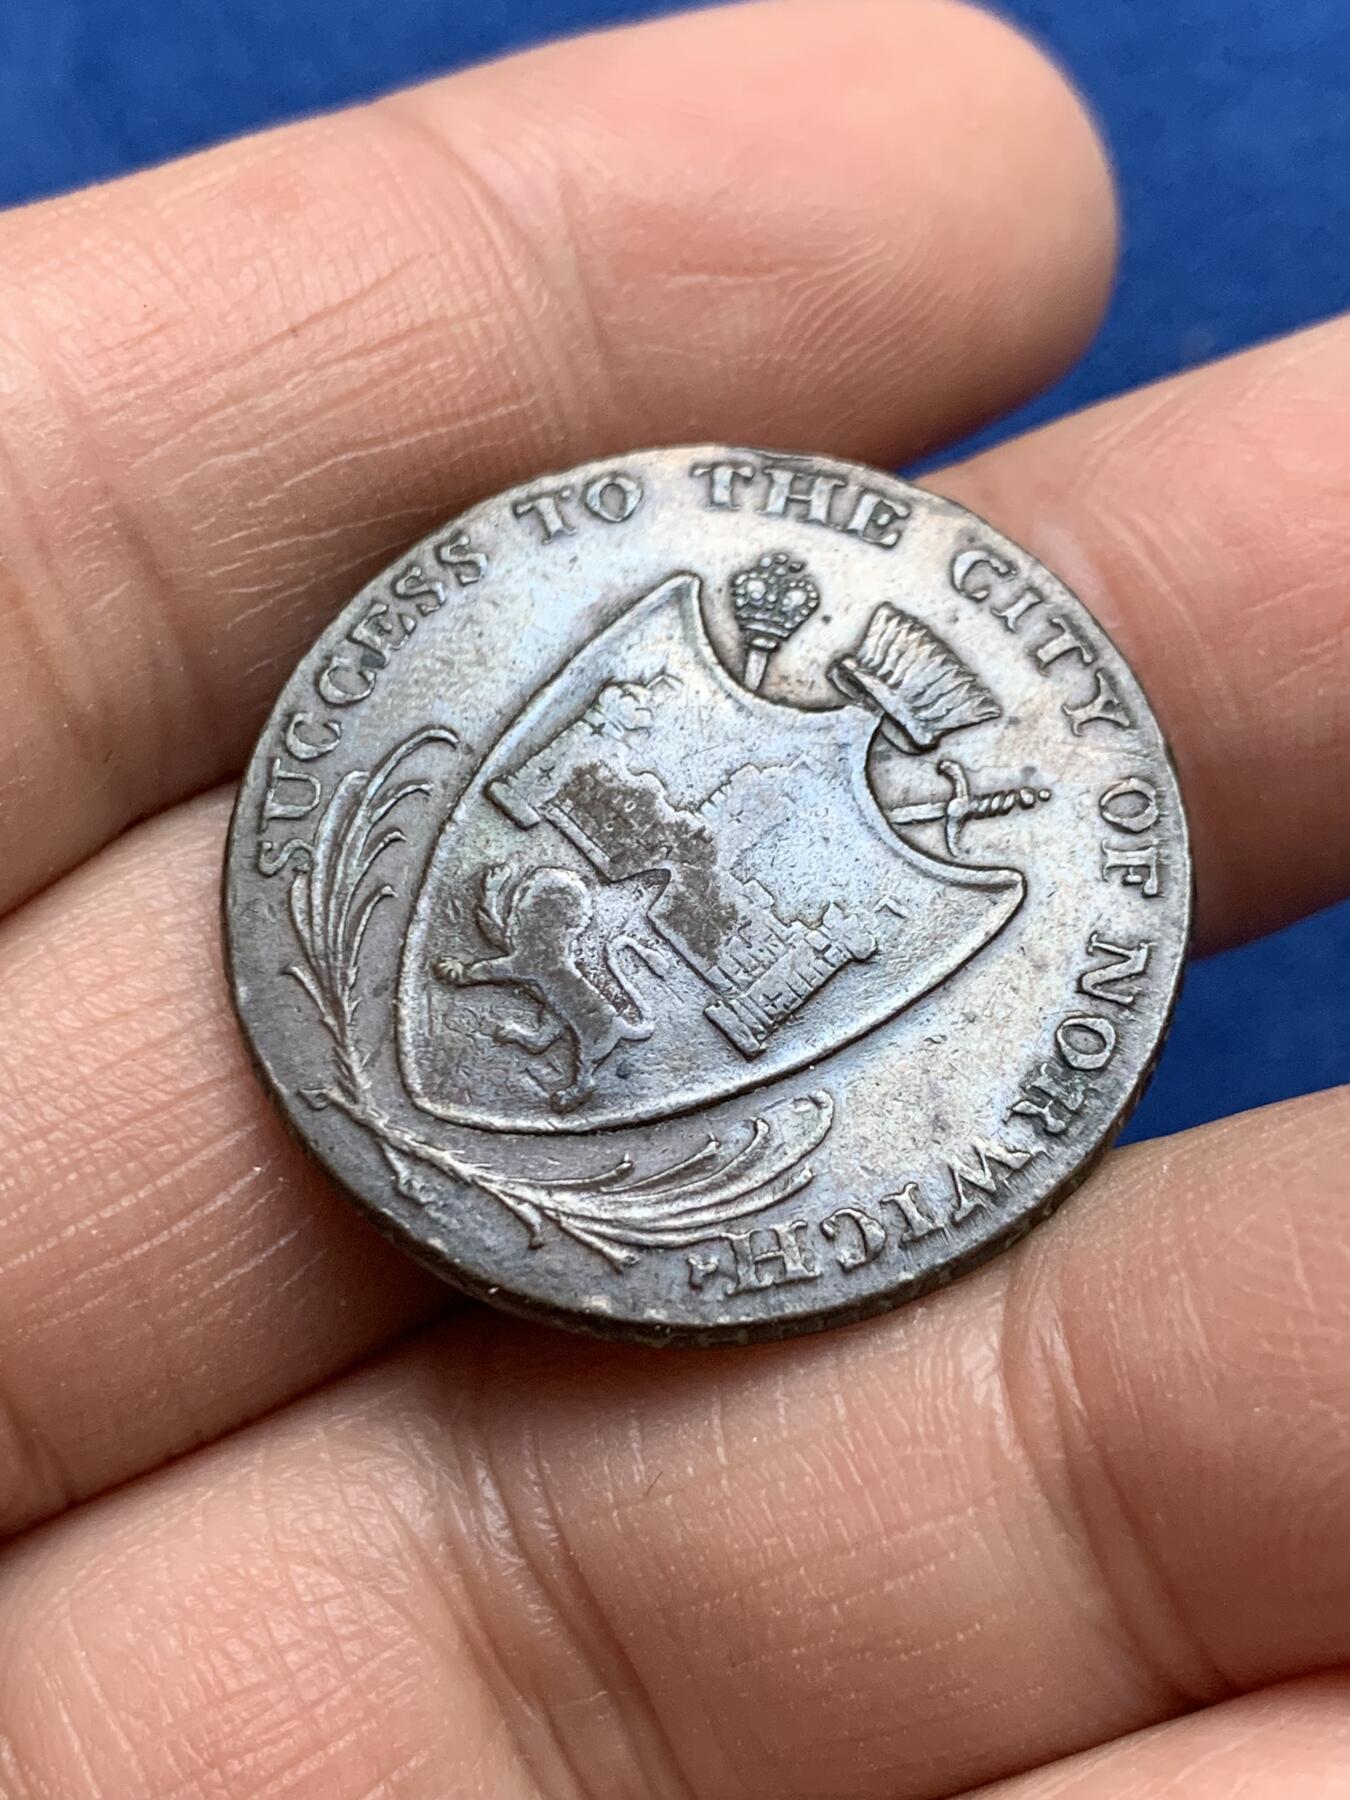 SUCCESS TO THE CITY OF NORWICH.